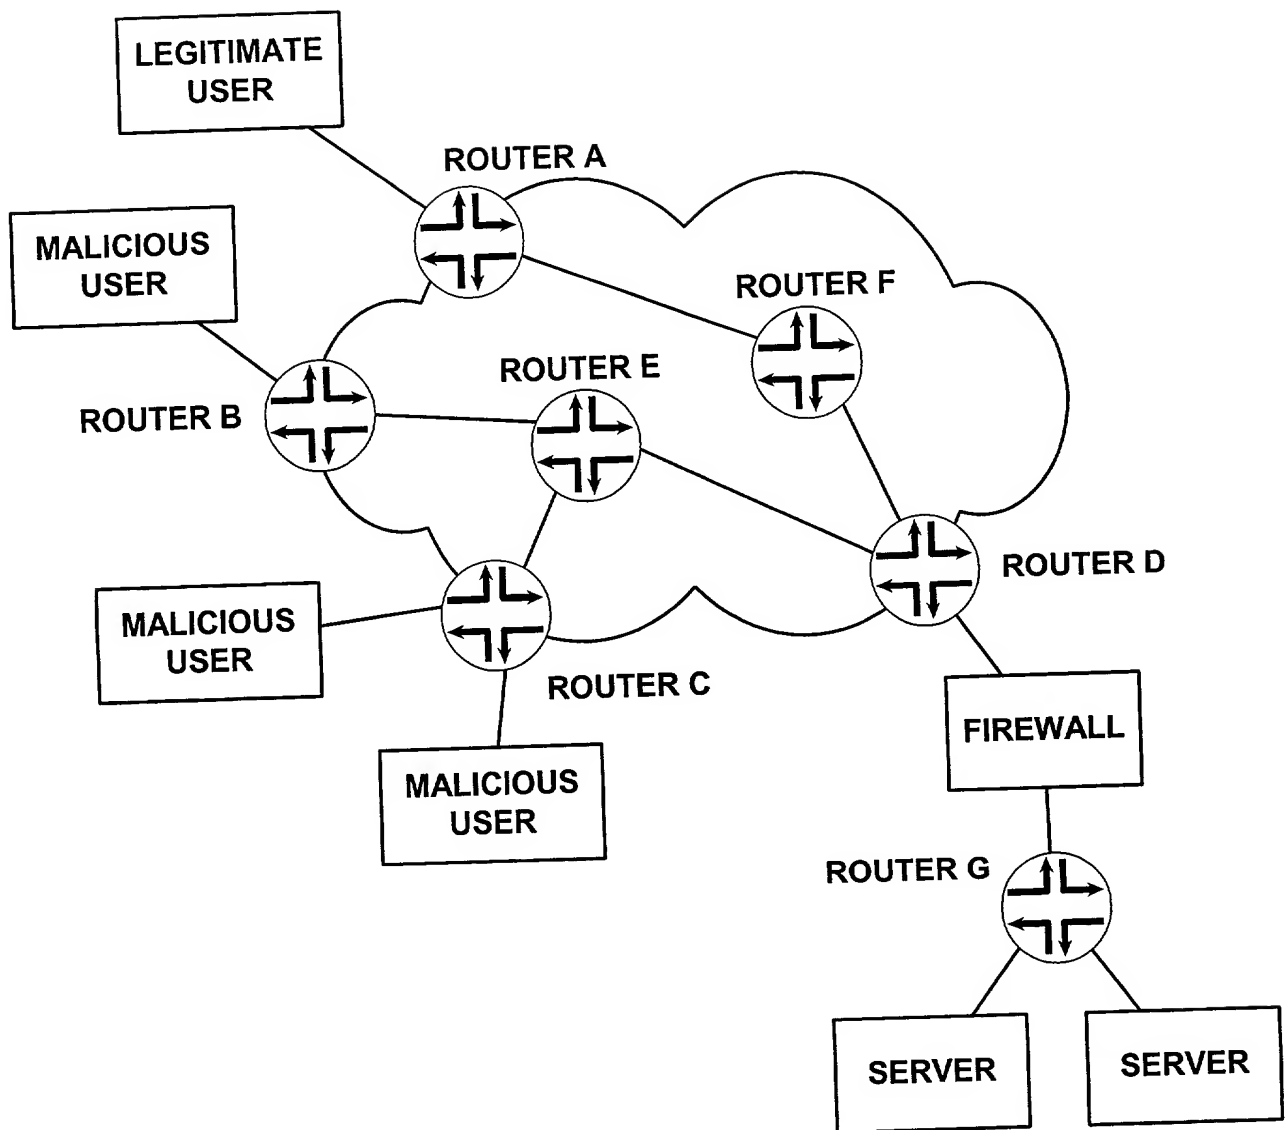 LEGITIMATE
USER
ROUTER A
MALICIOUS
USER
ROUTER F
ROUTER E
ROUTER B
ROUTER D
MALICIOUS
USER
ROUTER C
FIREWALL
MALICIOUS
USER
ROUTER G
SERVER
SERVER